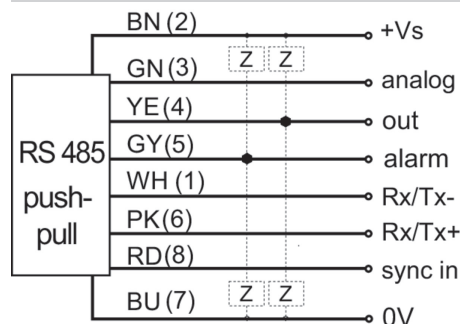 BN (2)
+Vs
Z Z
GN (3)
analog
YE (4)
out
RS 485
push-
pull
GY (5)
alarm
WH (1)
Rx/Tx-
PK (6)
Rx/Tx+
RD (8)
sync in
Z Z
BU (7)
0V